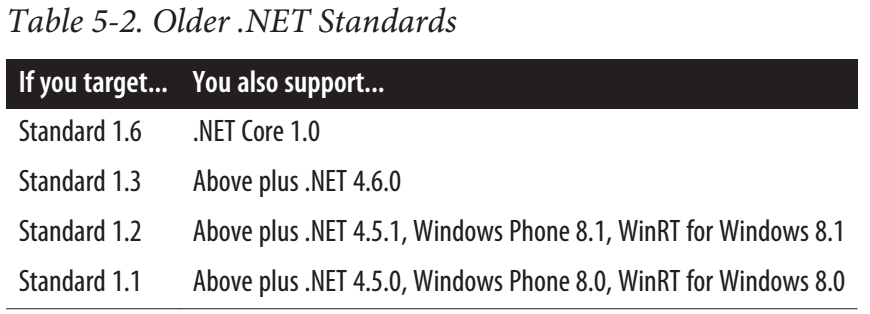 Table 5-2. Older .NET Standards
If you target... You also support...
Standard 1.6 .NET Core 1.0
Standard 1.3 Above plus .NET 4.6.0
Standard 1.2 Above plus .NET 4.5.1, Windows Phone 8.1, WinRT for Windows 8.1
Standard 1.1 Above plus .NET 4.5.0, Windows Phone 8.0, WinRT for Windows 8.0